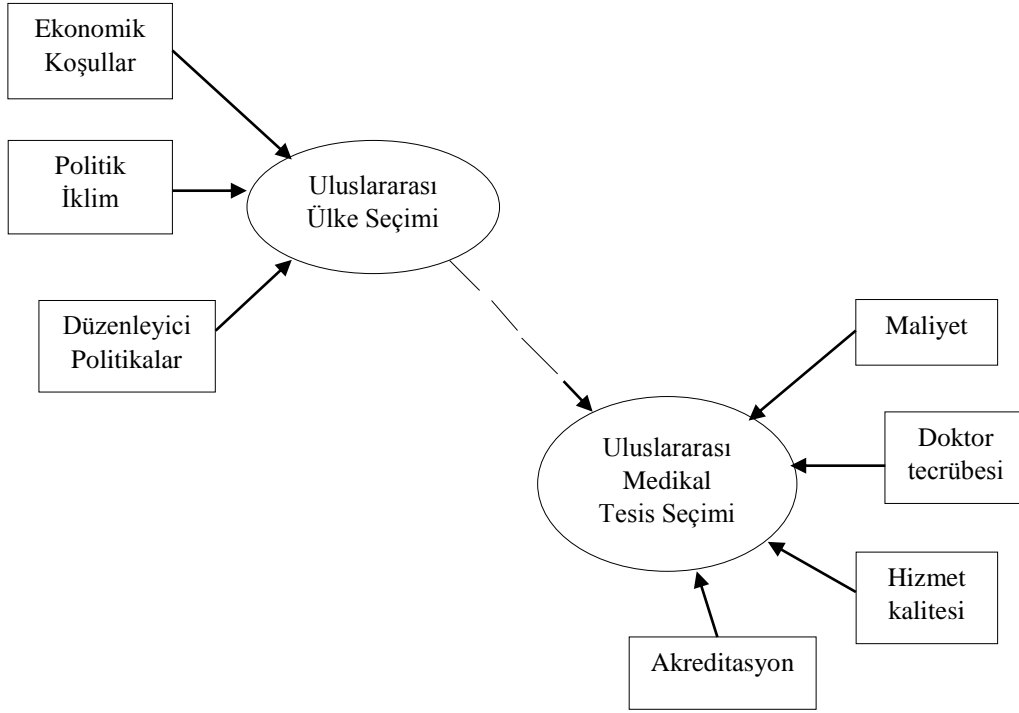 Ekonomik
Koşullar
Politik
İklim
Uluslararası
Ülke Seçimi
Düzenleyici
Politikalar
Maliyet
Uluslararası
Medikal
Tesis Seçimi
Doktor
tecrübesi
Hizmet
kalitesi
Akreditasyon